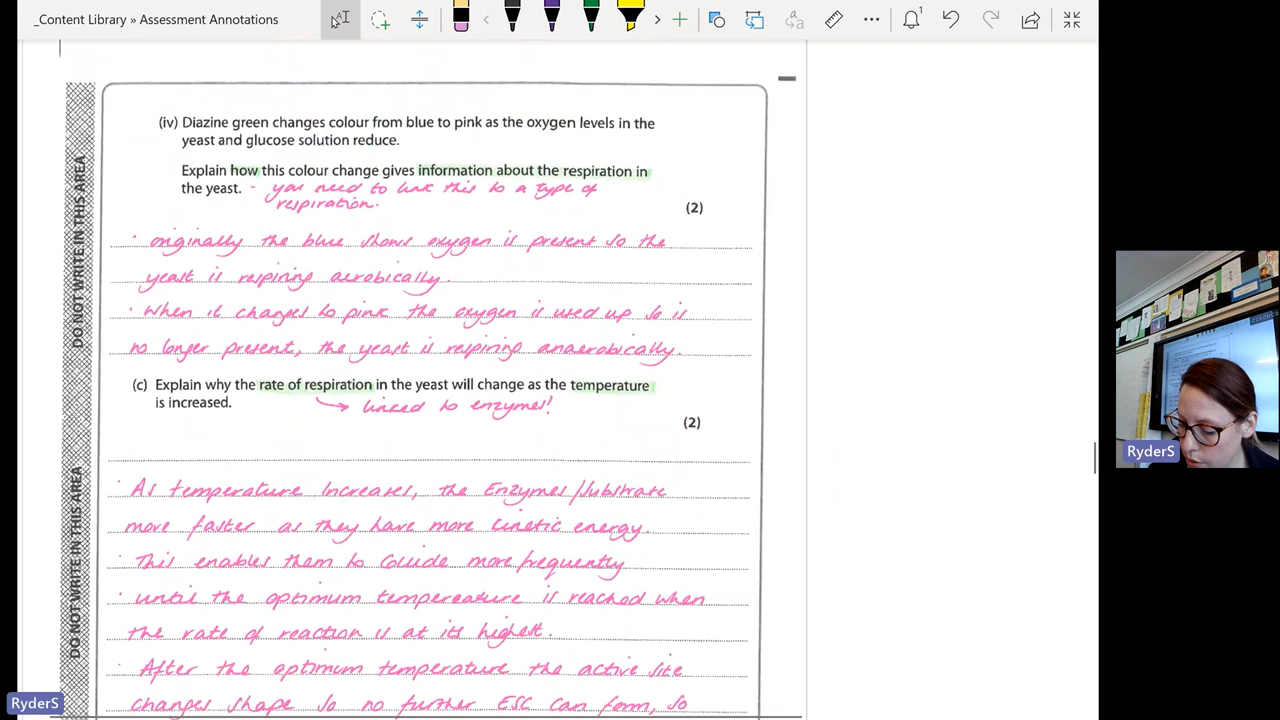 _Content Library » Assessment Annotations
(iv) Diazine green changes colour from blue to pink as the oxygen levels in the
yeast and glucose solution reduce.
Explain how this colour change gives information about the respiration in
the yeast. - you need to link this to a type of
respiration.
(2)
· originally the blue shows oxygen is present so the
yeast is respiring aerobically.
· When it changes to pink the oxygen is used up so is
no longer present, the yeast is respiring anaerobically.
(c) Explain why the rate of respiration in the yeast will change as the temperature
is increased. → linced to enzymes!
(2)
· As temperature Increases, the Enzymes/substrate
move faster as they have more kinetic energy.
· This enables them to collide more frequently
· until the optimum tempereature is reached when
the rate of reaction is at its highest.
· After the optimum temperature the active site
changes shape so no further ESC can form, so
DO NOT WRITE IN THIS AREA
DO NOT WRITE IN THIS AREA
RyderS
RyderS
1